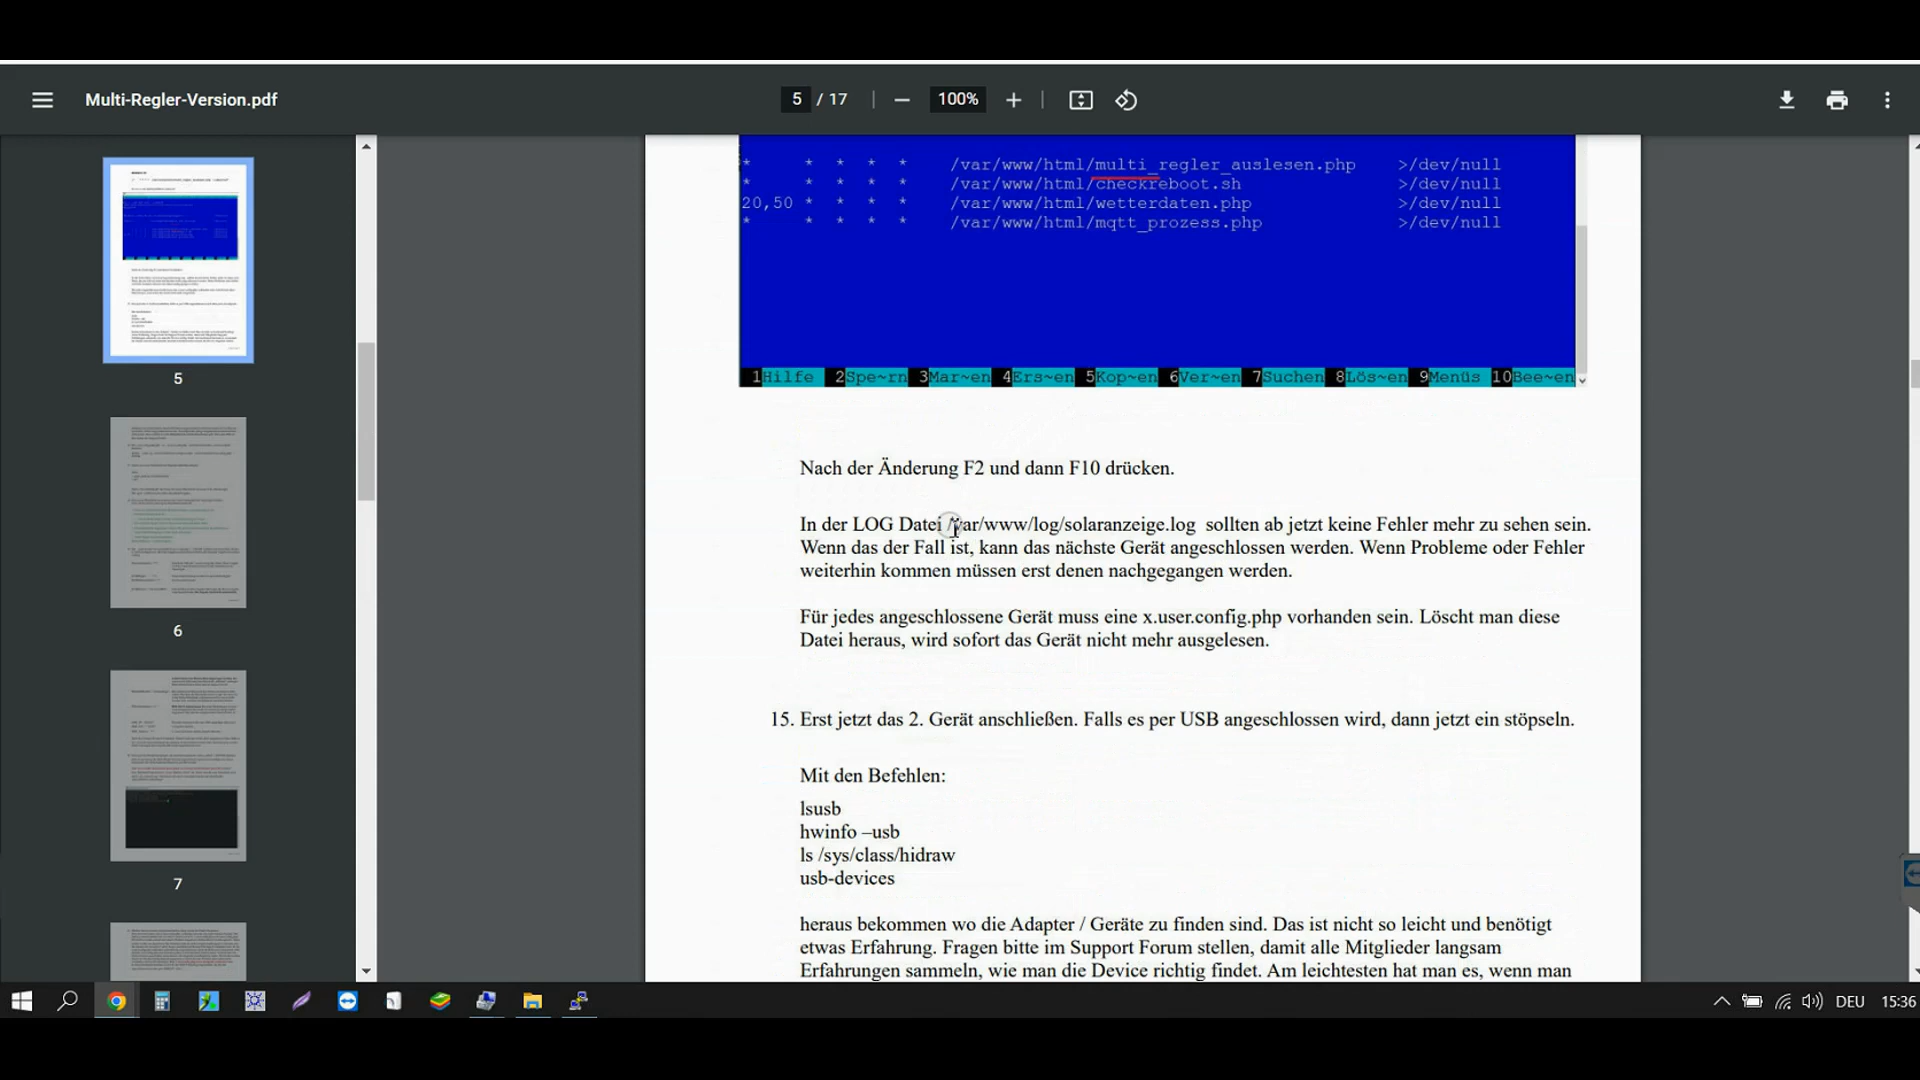 Multi-Regler-Version.pdf
5 / 17
100%
* * * * * /var/www/html/multi_regler_auslesen.php >/dev/null
* * * * * /var/www/html/checkreboot.sh >/dev/null
20,50 * * * * /var/www/html/wetterdaten.php >/dev/null
* * * * * /var/www/html/mqtt_prozess.php >/dev/null
1Hilfe 2Spe~rn 3Mar~en 4Ers~en 5Kop~en 6Ver~en 7Suchen 8Lös~en 9Menüs 10Bee~en
Nach der Änderung F2 und dann F10 drücken.
In der LOG Datei /var/www/log/solaranzeige.log sollten ab jetzt keine Fehler mehr zu sehen sein.
Wenn das der Fall ist, kann das nächste Gerät angeschlossen werden. Wenn Probleme oder Fehler
weiterhin kommen müssen erst denen nachgegangen werden.
Für jedes angeschlossene Gerät muss eine x.user.config.php vorhanden sein. Löscht man diese
Datei heraus, wird sofort das Gerät nicht mehr ausgelesen.
15. Erst jetzt das 2. Gerät anschließen. Falls es per USB angeschlossen wird, dann jetzt ein stöpseln.
Mit den Befehlen:
lsusb
hwinfo –usb
ls /sys/class/hidraw
usb-devices
heraus bekommen wo die Adapter / Geräte zu finden sind. Das ist nicht so leicht und benötigt
etwas Erfahrung. Fragen bitte im Support Forum stellen, damit alle Mitglieder langsam
Erfahrungen sammeln, wie man die Device richtig findet. Am leichtesten hat man es, wenn man
5
6
7
DEU 15:36